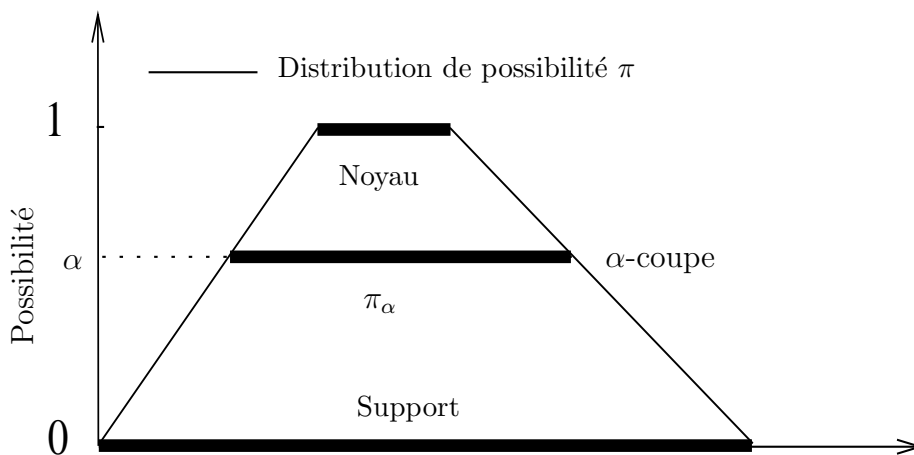 Distribution de possibilité π
1
Noyau
α
α-coupe
π_α
Possibilité
Support
0